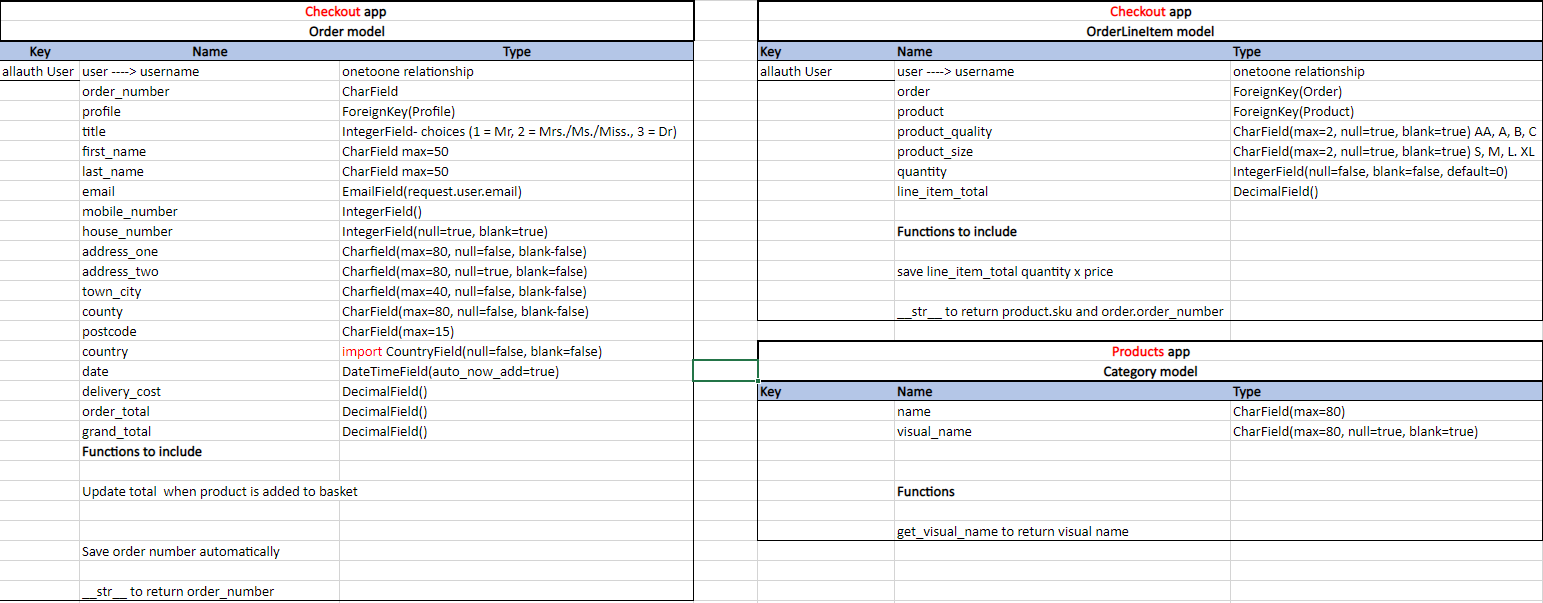 Checkout app
Order model
Key Name Type
allauth User user ----> username onetoone relationship
order_number CharField
profile ForeignKey(Profile)
title IntegerField- choices (1 = Mr, 2 = Mrs./Ms./Miss., 3 = Dr)
first_name CharField max=50
last_name CharField max=50
email EmailField(request.user.email)
mobile_number IntegerField()
house_number IntegerField(null=true, blank=true)
address_one Charfield(max=80, null=false, blank-false)
address_two Charfield(max=80, null=true, blank=false)
town_city Charfield(max=40, null=false, blank-false)
county CharField(max=80, null=false, blank-false)
postcode CharField(max=15)
country import CountryField(null=false, blank=false)
date DateTimeField(auto_now_add=true)
delivery_cost DecimalField()
order_total DecimalField()
grand_total DecimalField()
Functions to include
Update total  when product is added to basket
Save order number automatically
__str__ to return order_number
Checkout app
OrderLineItem model
Key Name Type
allauth User user ----> username onetoone relationship
order ForeignKey(Order)
product ForeignKey(Product)
product_quality CharField(max=2, null=true, blank=true) AA, A, B, C
product_size CharField(max=2, null=true, blank=true) S, M, L. XL
quantity IntegerField(null=false, blank=false, default=0)
line_item_total DecimalField()
Functions to include
save line_item_total quantity x price
__str__ to return product.sku and order.order_number
Products app
Category model
Key Name Type
name CharField(max=80)
visual_name CharField(max=80, null=true, blank=true)
Functions
get_visual_name to return visual name